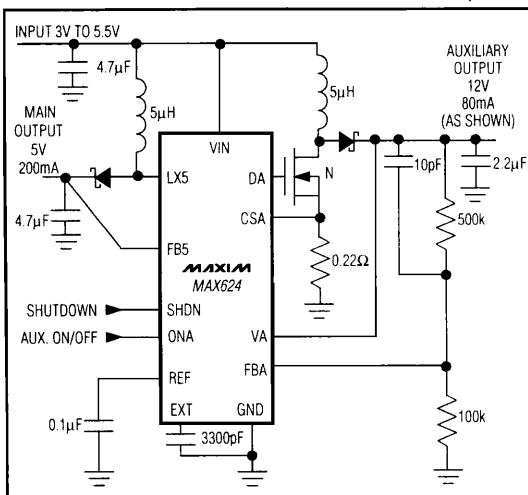 INPUT 3V TO 5.5V
4.7µF
5µH
5µH
AUXILIARY
OUTPUT
12V
80mA
(AS SHOWN)
MAIN
OUTPUT
5V
200mA
VIN
LX5
DA
N
10pF
2.2µF
CSA
500k
4.7µF
FB5
0.22Ω
MAXIM
MAX624
SHUTDOWN
SHDN
AUX. ON/OFF
ONA
VA
FBA
REF
EXT
GND
0.1µF
3300pF
100k